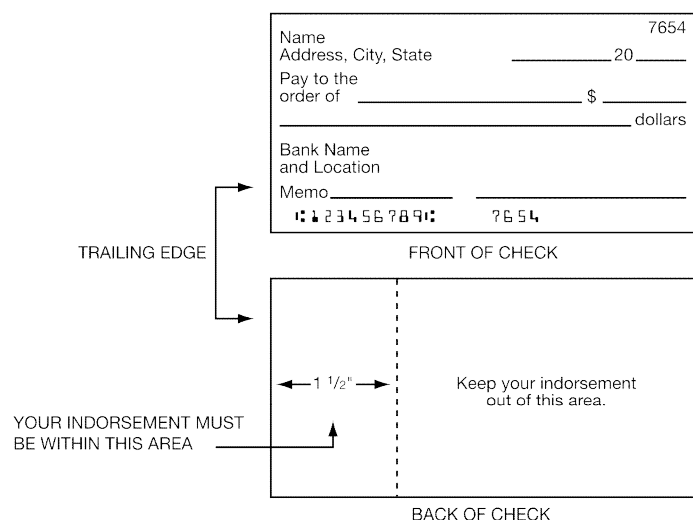 7654
Name
Address, City, State 20
Pay to the
order of $
dollars
Bank Name
and Location
Memo
⑆123456789⑆ 7654
TRAILING EDGE
FRONT OF CHECK
1 1/2"
Keep your indorsement
out of this area.
YOUR INDORSEMENT MUST
BE WITHIN THIS AREA
BACK OF CHECK